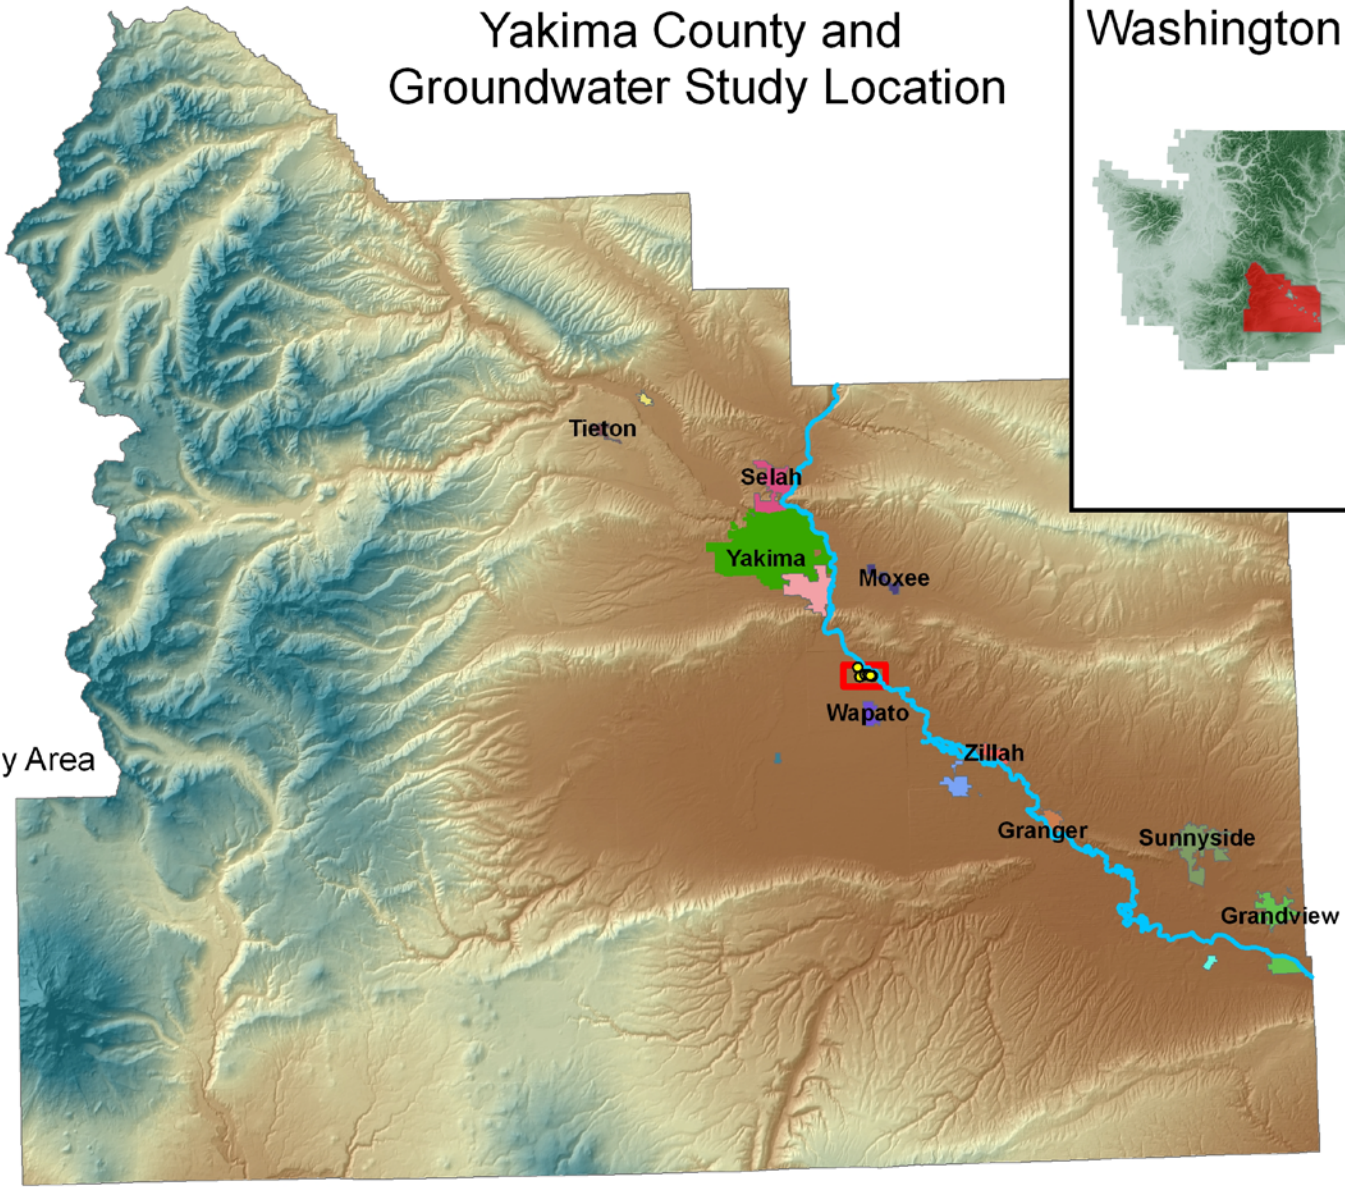 Yakima County and
Groundwater Study Location
Washington
Tieton
Selah
Yakima
Moxee
Wapato
Zillah
y Area
Granger
Sunnyside
Grandview